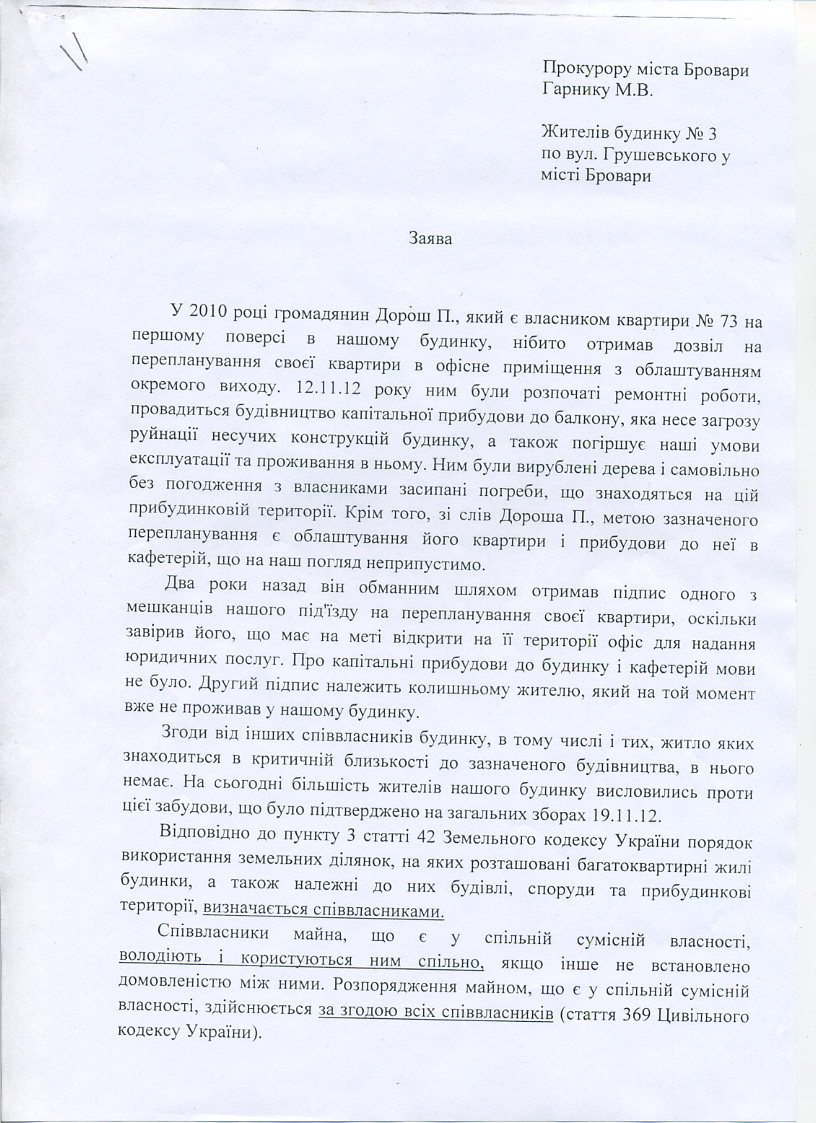 Прокурору міста Бровари
Гарнику М.В.
Жителів будинку № 3
по вул. Грушевського у
місті Бровари
Заява
У 2010 році громадянин Дорош П., який є власником квартири № 73 на
першому поверсі в нашому будинку, нібито отримав дозвіл на
перепланування своєї квартири в офісне приміщення з облаштуванням
окремого виходу. 12.11.12 року ним були розпочаті ремонтні роботи,
провадиться будівництво капітальної прибудови до балкону, яка несе загрозу
руйнації несучих конструкцій будинку, а також погіршує наші умови
експлуатації та проживання в ньому. Ним були вирублені дерева і самовільно
без погодження з власниками засипані погреби, що знаходяться на цій
прибудинковій території. Крім того, зі слів Дороша П., метою зазначеного
перепланування є облаштування його квартири і прибудови до неї в
кафетерій, що на наш погляд неприпустимо.
Два роки назад він обманним шляхом отримав підпис одного з
мешканців нашого під'їзду на перепланування своєї квартири, оскільки
завірив його, що має на меті відкрити на її території офіс для надання
юридичних послуг. Про капітальні прибудови до будинку і кафетерій мови
не було. Другий підпис належить колишньому жителю, який на той момент
вже не проживав у нашому будинку.
Згоди від інших співвласників будинку, в тому числі і тих, житло яких
знаходиться в критичній близькості до зазначеного будівництва, в нього
немає. На сьогодні більшість жителів нашого будинку висловились проти
цієї забудови, що було підтверджено на загальних зборах 19.11.12.
Відповідно до пункту 3 статті 42 Земельного кодексу України порядок
використання земельних ділянок, на яких розташовані багатоквартирні жилі
будинки, а також належні до них будівлі, споруди та прибудинкові
території, визначається співвласниками.
Співвласники майна, що є у спільній сумісній власності,
володіють і користуються ним спільно, якщо інше не встановлено
домовленістю між ними. Розпорядження майном, що є у спільній сумісній
власності, здійснюється за згодою всіх співвласників (стаття 369 Цивільного
кодексу України).